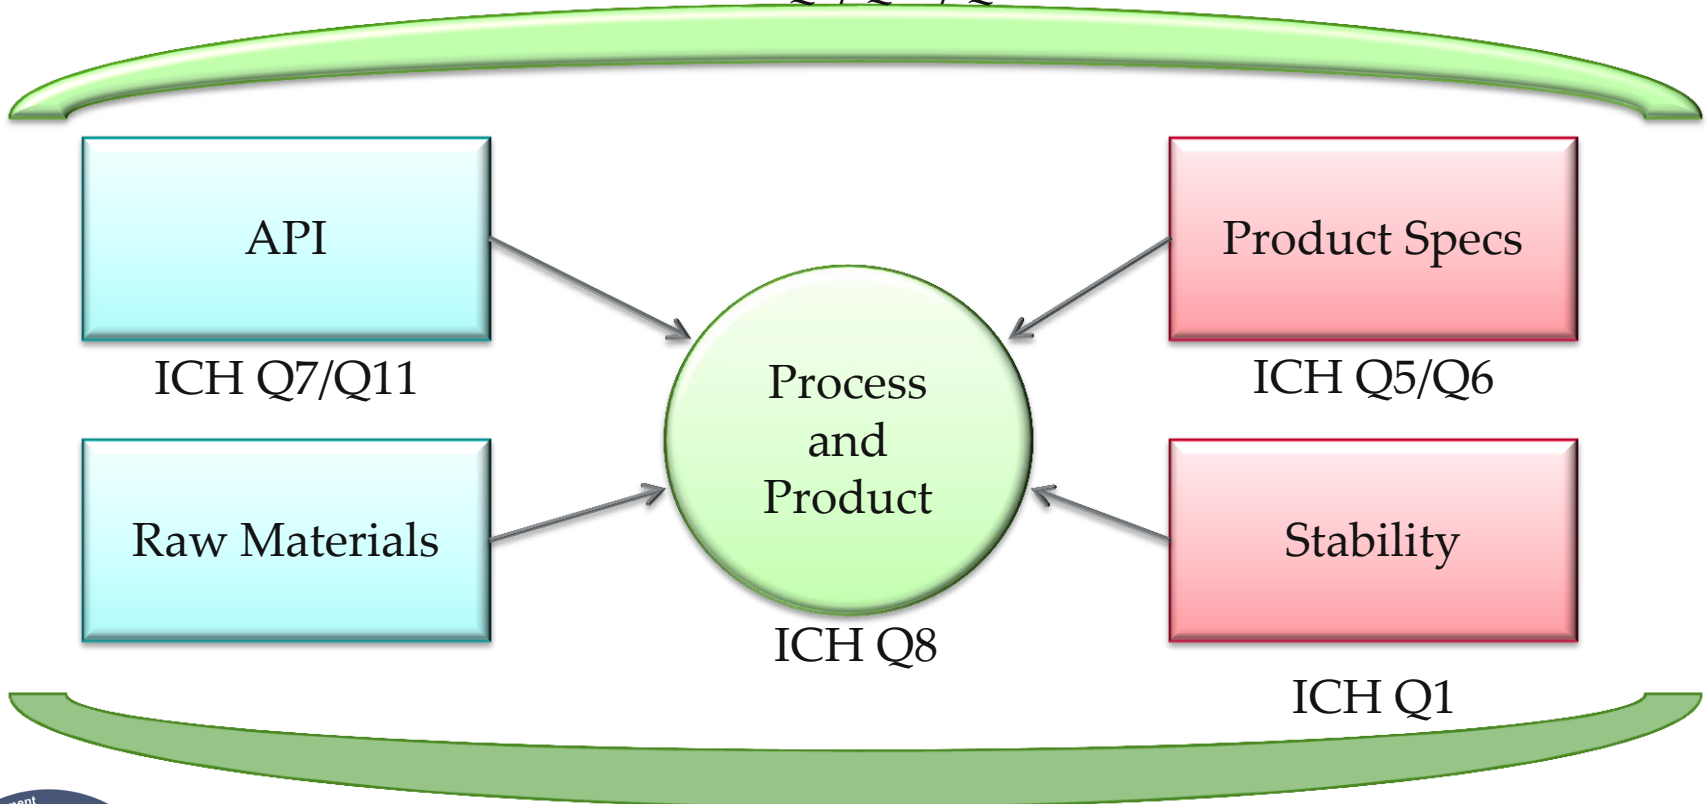 API
Product Specs
ICH Q7/Q11
ICH Q5/Q6
Process
and
Product
Raw Materials
Stability
ICH Q8
ICH Q1